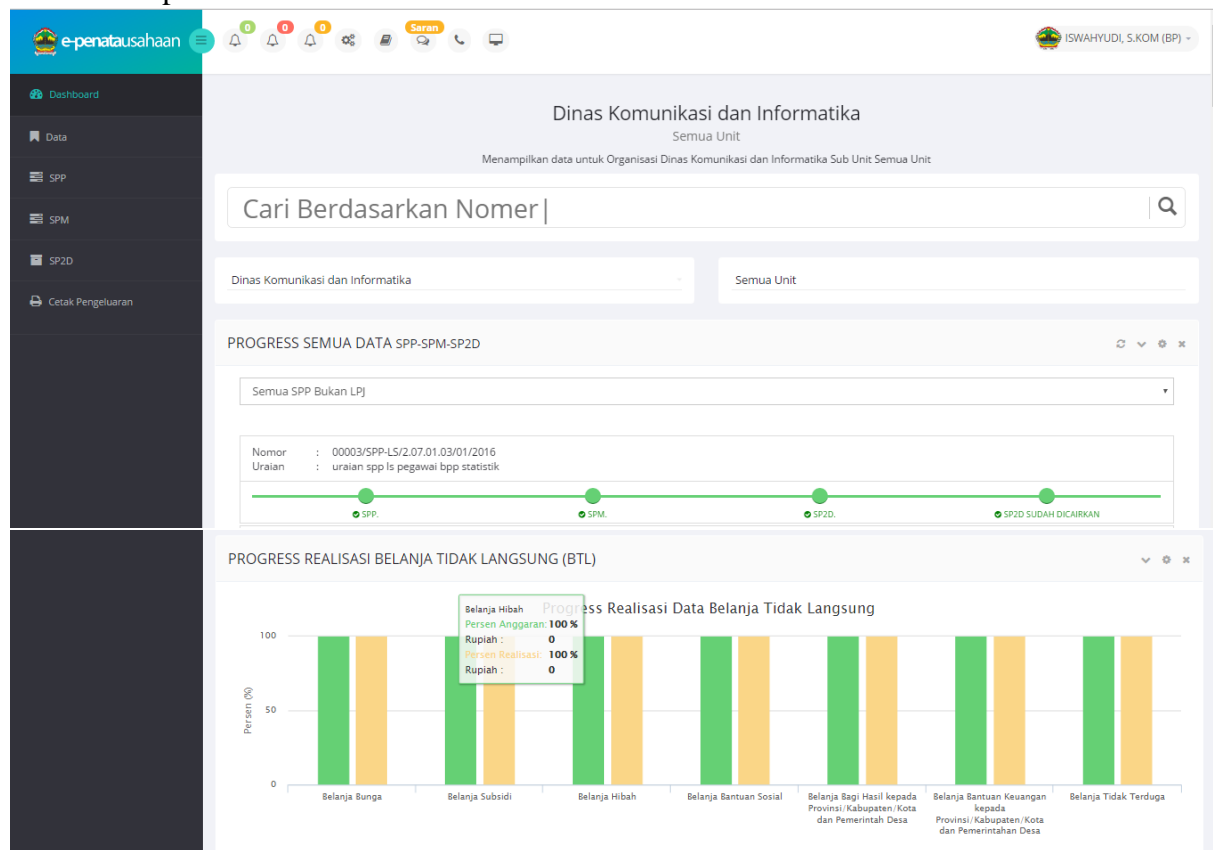 e-penatausahaan
0
0
0
Saran
ISWAHYUDI, S.KOM (BP)
Dashboard
Data
SPP
SPM
SP2D
Cetak Pengeluaran
Dinas Komunikasi dan Informatika
Semua Unit
Menampilkan data untuk Organisasi Dinas Komunikasi dan Informatika Sub Unit Semua Unit
Cari Berdasarkan Nomer|
Dinas Komunikasi dan Informatika
Semua Unit
PROGRESS SEMUA DATA SPP-SPM-SP2D
Semua SPP Bukan LPJ
Nomor : 00003/SPP-LS/2.07.01.03/01/2016
Uraian : uraian spp ls pegawai bpp statistik
SPP. SPM. SP2D. SP2D SUDAH DICAIRKAN
PROGRESS REALISASI BELANJA TIDAK LANGSUNG (BTL)
Progress Realisasi Data Belanja Tidak Langsung
Belanja Hibah
Persen Anggaran: 100 %
Rupiah : 0
Persen Realisasi: 100 %
Rupiah : 0
Persen (%)
100
50
0
Belanja Bunga
Belanja Subsidi
Belanja Hibah
Belanja Bantuan Sosial
Belanja Bagi Hasil kepada
Provinsi/Kabupaten/Kota
dan Pemerintah Desa
Belanja Bantuan Keuangan
kepada
Provinsi/Kabupaten/Kota
dan Pemerintahan Desa
Belanja Tidak Terduga